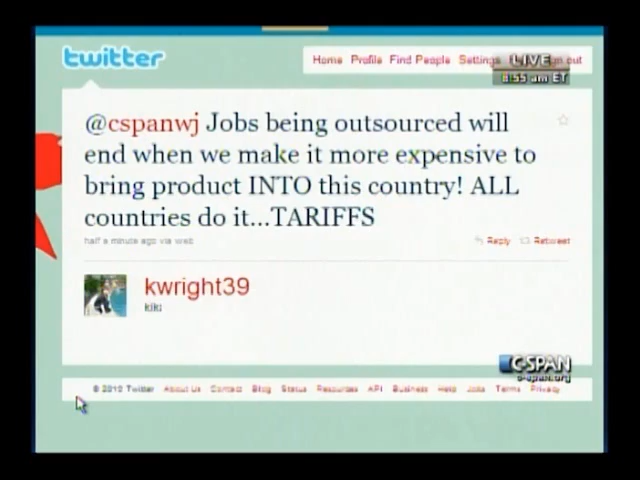 twitter
Home Profile Find People Settings out
LIVE
8:55 am ET
@cspanwj Jobs being outsourced will
end when we make it more expensive to
bring product INTO this country! ALL
countries do it...TARIFFS
half a minute ago via web
Reply Retweet
kwright39
kiki
C-SPAN
c-span.org
Twitter About Us Contact Blog Status Resources API Business Help Jobs Terms Privacy